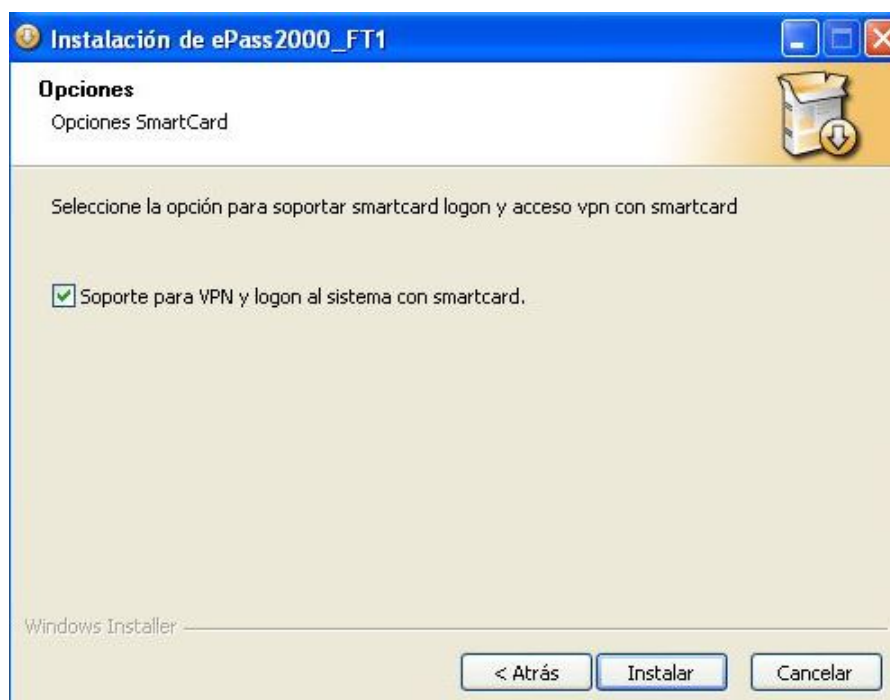 Instalación de ePass2000_FT1
Opciones
Opciones SmartCard
Seleccione la opción para soportar smartcard logon y acceso vpn con smartcard
Soporte para VPN y logon al sistema con smartcard.
Windows Installer
< Atrás
Instalar
Cancelar